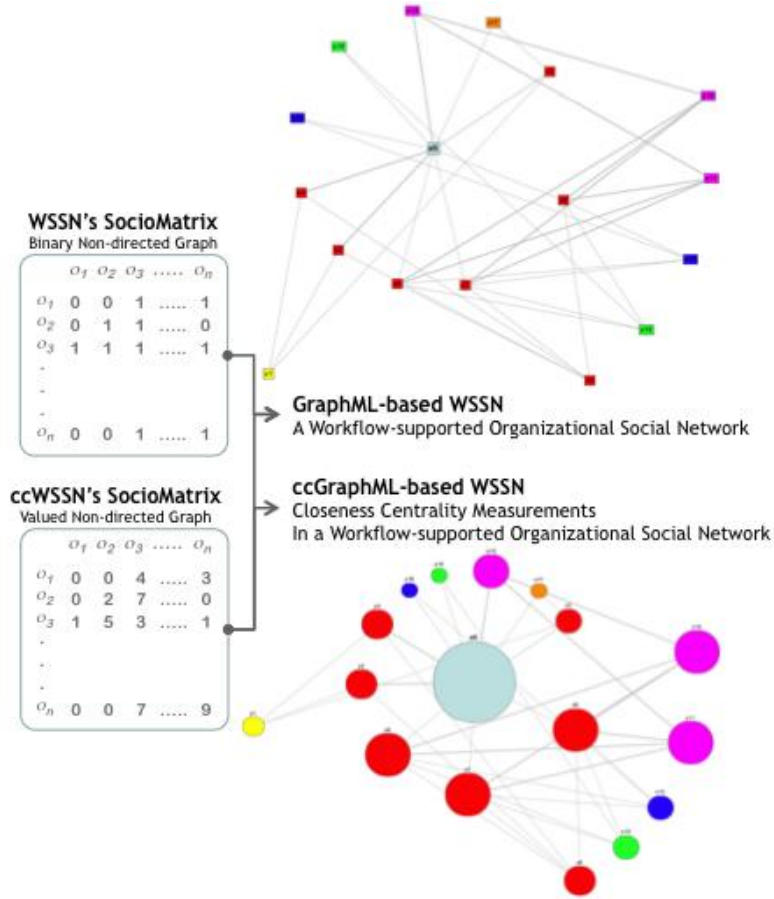 WSSN's SocioMatrix
Binary Non-directed Graph
o1 o2 o3 ..... on
o1 0 0 1 ..... 1
o2 0 1 1 ..... 0
o3 1 1 1 ..... 1
.
.
.
on 0 0 1 ..... 1
GraphML-based WSSN
A Workflow-supported Organizational Social Network
ccWSSN's SocioMatrix
Valued Non-directed Graph
o1 o2 o3 ..... on
o1 0 0 4 ..... 3
o2 0 2 7 ..... 0
o3 1 5 3 ..... 1
.
.
.
on 0 0 7 ..... 9
ccGraphML-based WSSN
Closeness Centrality Measurements
In a Workflow-supported Organizational Social Network